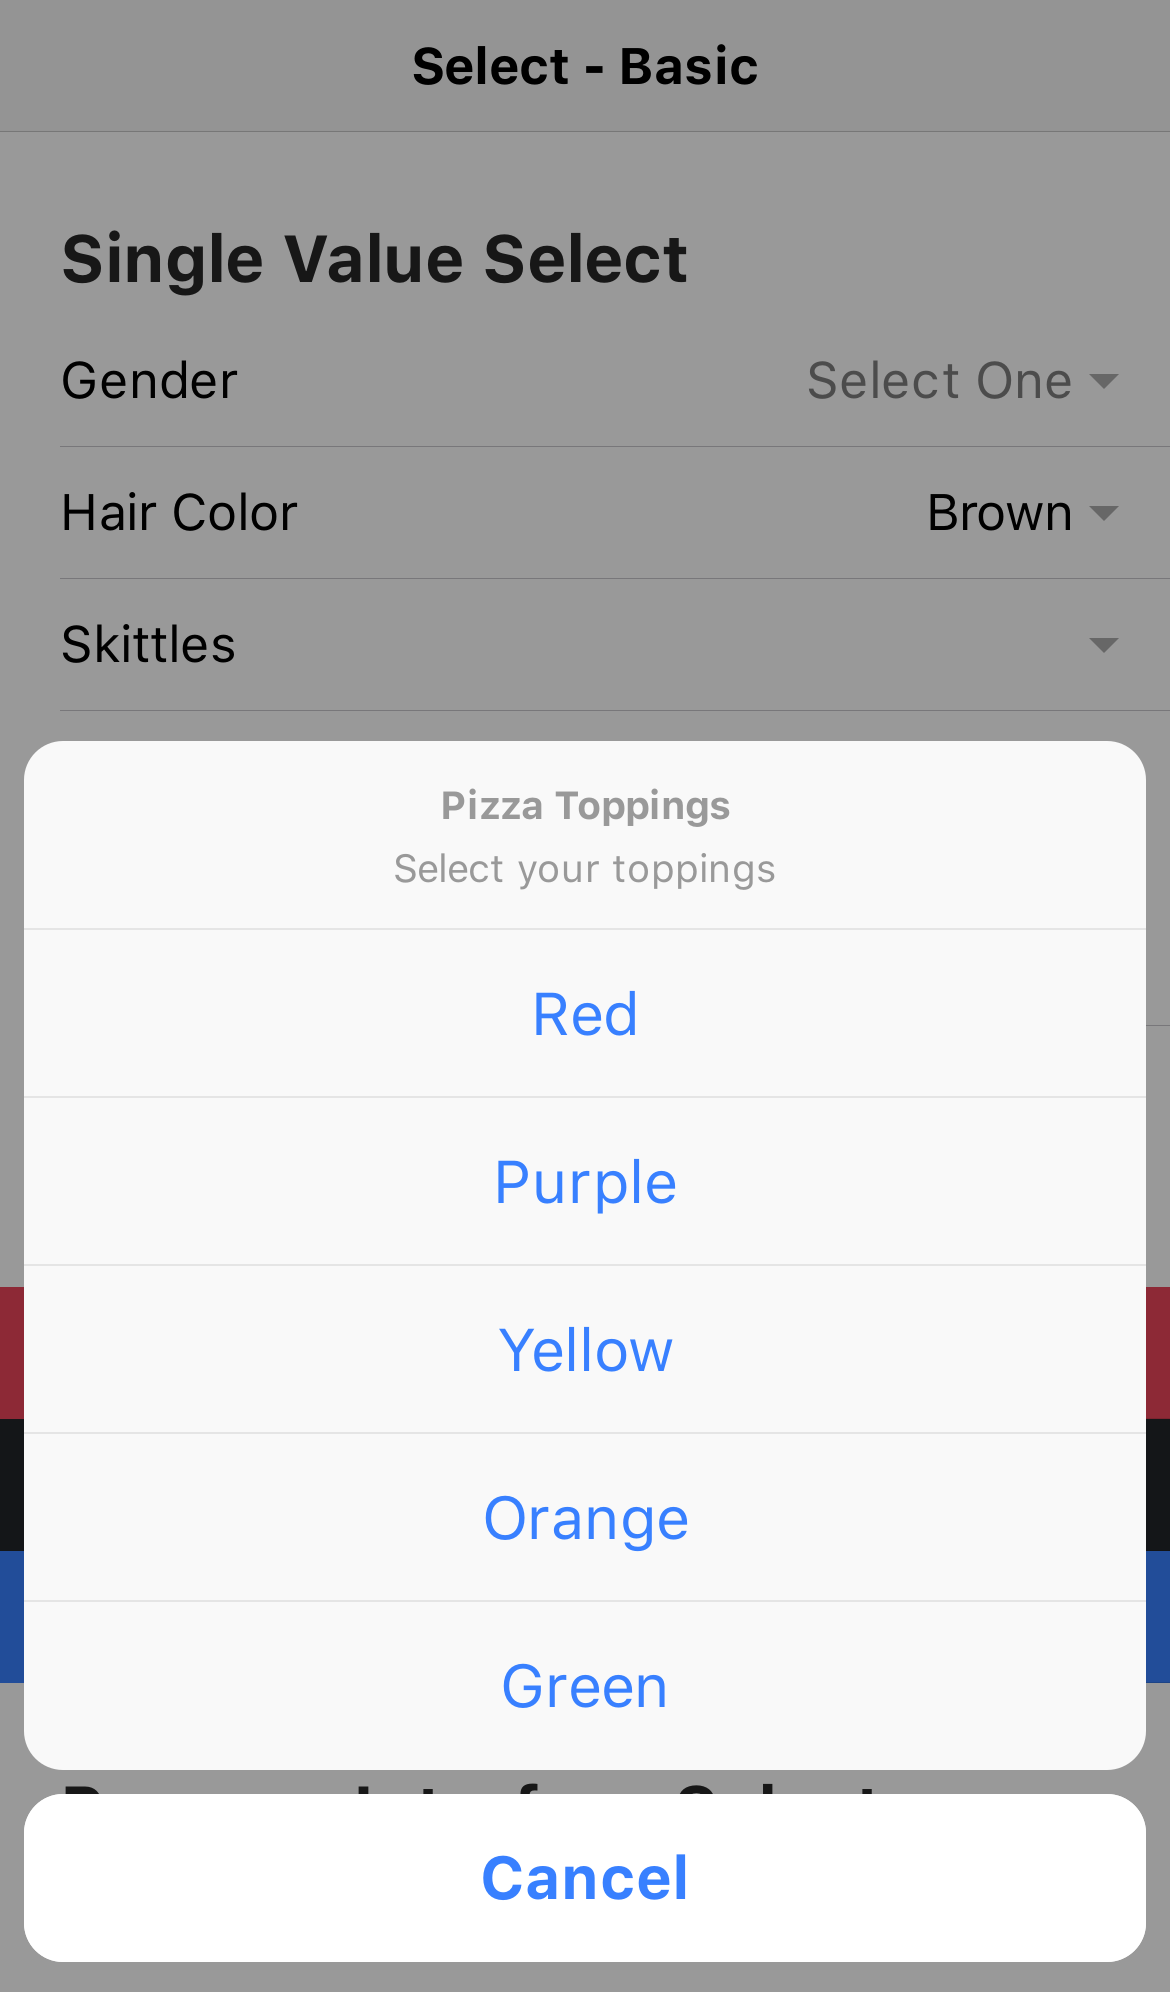 Select - Basic
Single Value Select
Gender Select One
Hair Color Brown
Skittles
Pizza Toppings
Select your toppings
Red
Purple
Yellow
Orange
Green
Cancel